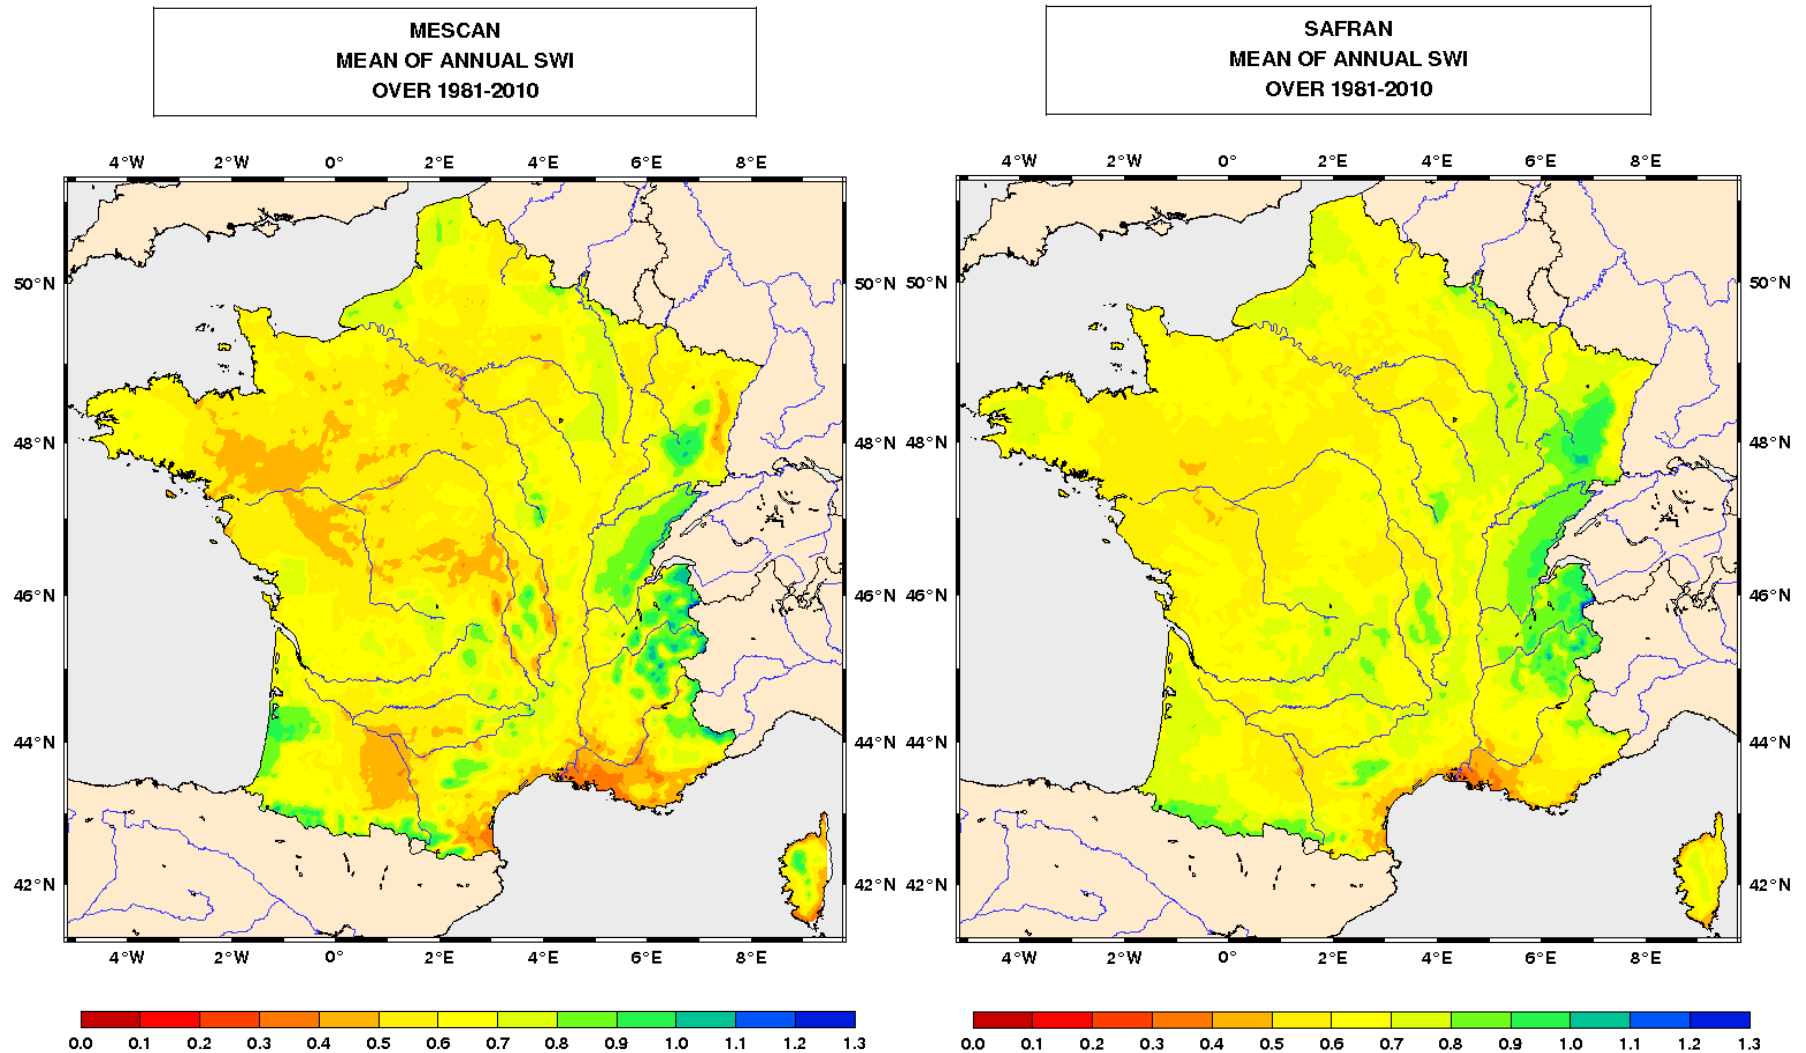 MESCAN
MEAN OF ANNUAL SWI
OVER 1981-2010
SAFRAN
MEAN OF ANNUAL SWI
OVER 1981-2010
4°W 2°W 0° 2°E 4°E 6°E 8°E
4°W 2°W 0° 2°E 4°E 6°E 8°E
50°N 50°N 50°N 50°N
48°N 48°N 48°N 48°N
46°N 46°N 46°N 46°N
44°N 44°N 44°N 44°N
42°N 42°N 42°N 42°N
4°W 2°W 0° 2°E 4°E 6°E 8°E
4°W 2°W 0° 2°E 4°E 6°E 8°E
0.0 0.1 0.2 0.3 0.4 0.5 0.6 0.7 0.8 0.9 1.0 1.1 1.2 1.3
0.0 0.1 0.2 0.3 0.4 0.5 0.6 0.7 0.8 0.9 1.0 1.1 1.2 1.3